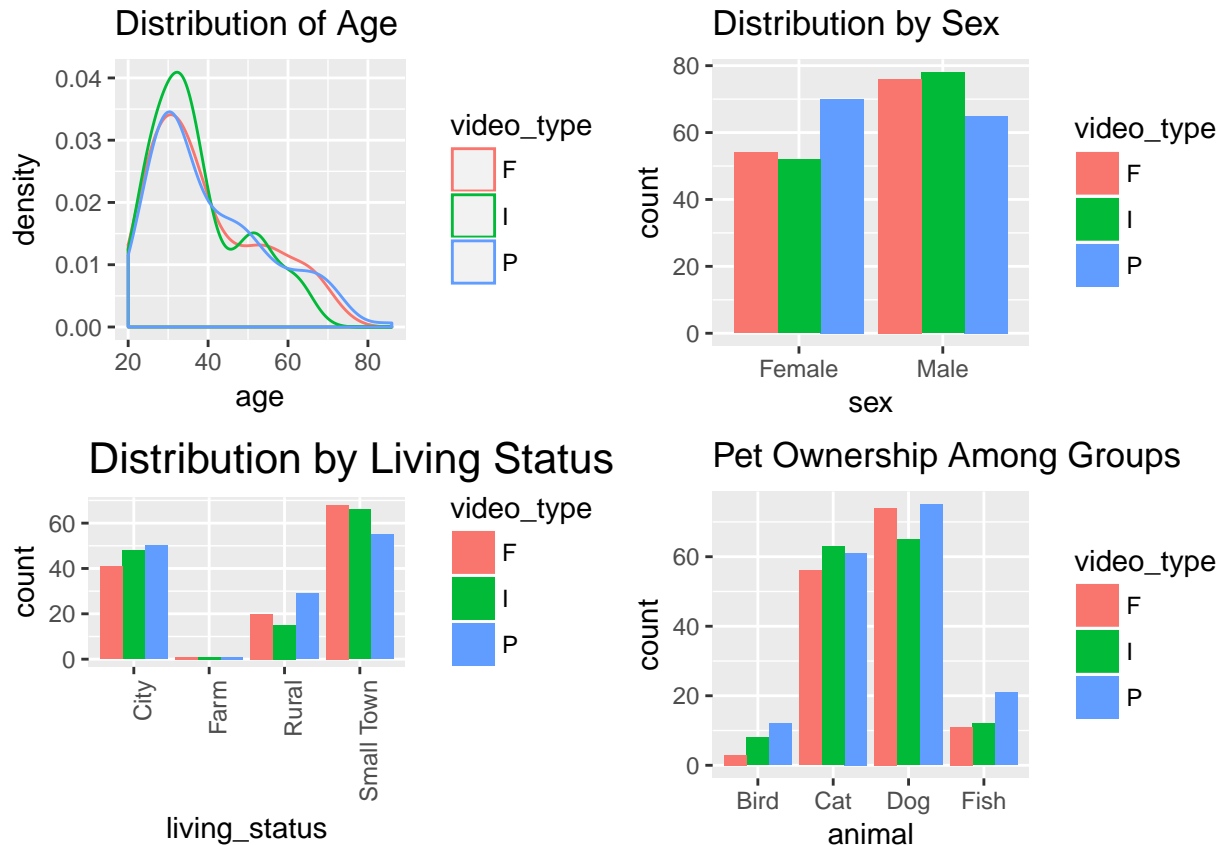 Distribution of Age
density
0.04
0.03
0.02
0.01
0.00
20 40 60 80
age
video_type
F
I
P
Distribution by Sex
count
80
60
40
20
0
Female Male
sex
video_type
F
I
P
Distribution by Living Status
count
60
40
20
0
City
Farm
Rural
Small Town
living_status
video_type
F
I
P
Pet Ownership Among Groups
count
60
40
20
0
Bird Cat Dog Fish
animal
video_type
F
I
P